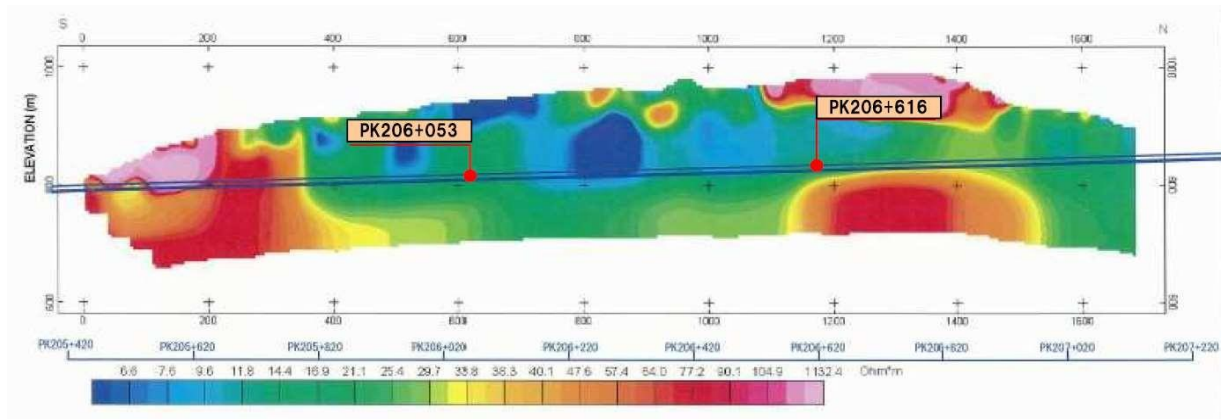 S N
0 200 400 600 800 1000 1200 1400 1600
1000 1000
PK206+616
PK206+053
ELEVATION (m)
800 800
600 600
0 200 400 600 800 1000 1200 1400 1600
PK205+420 PK205+620 PK205+820 PK206+020 PK206+220 PK206+420 PK206+620 PK206+820 PK207+020 PK207+220
6.6 7.6 9.6 11.8 14.4 16.9 21.1 25.4 29.7 33.8 38.3 40.1 47.6 57.4 64.0 77.2 90.1 104.9 1132.4 Ohm*m